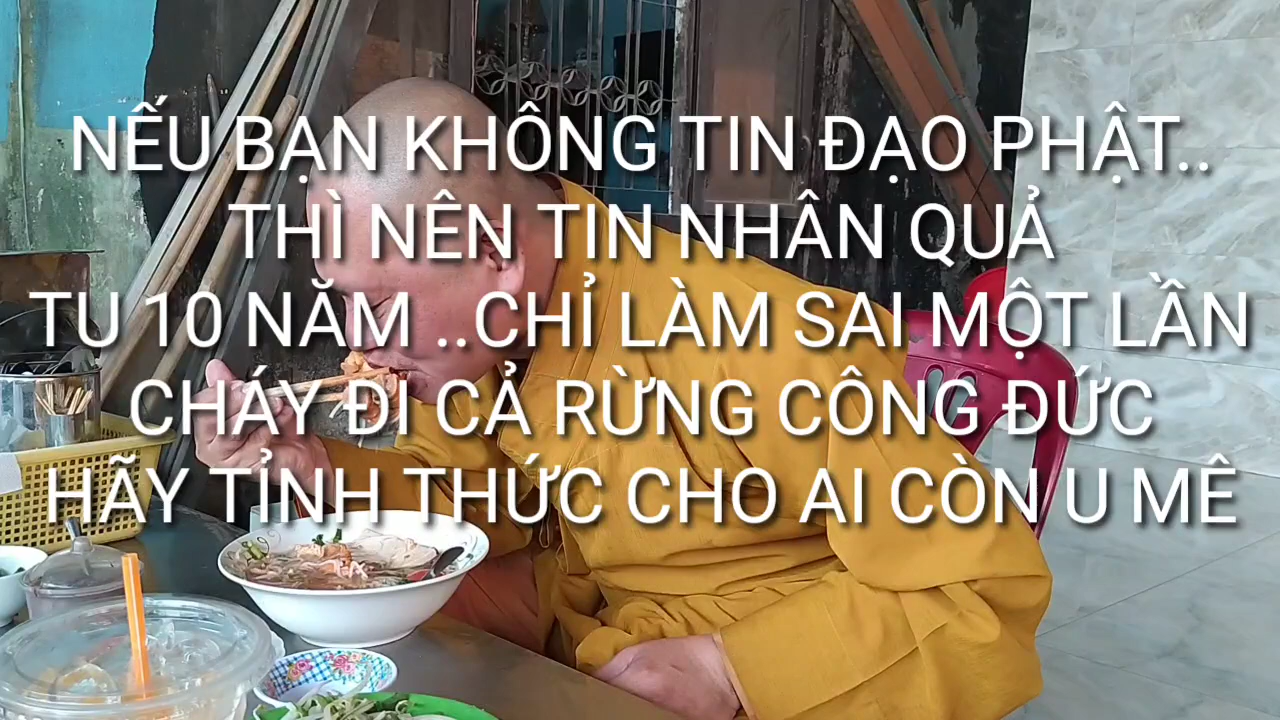 NẾU BẠN KHÔNG TIN ĐẠO PHẬT..
THÌ NÊN TIN NHÂN QUẢ
TU 10 NĂM ..CHỈ LÀM SAI MỘT LẦN
CHÁY ĐI CẢ RỪNG CÔNG ĐỨC
HÃY TỈNH THỨC CHO AI CÒN U MÊ